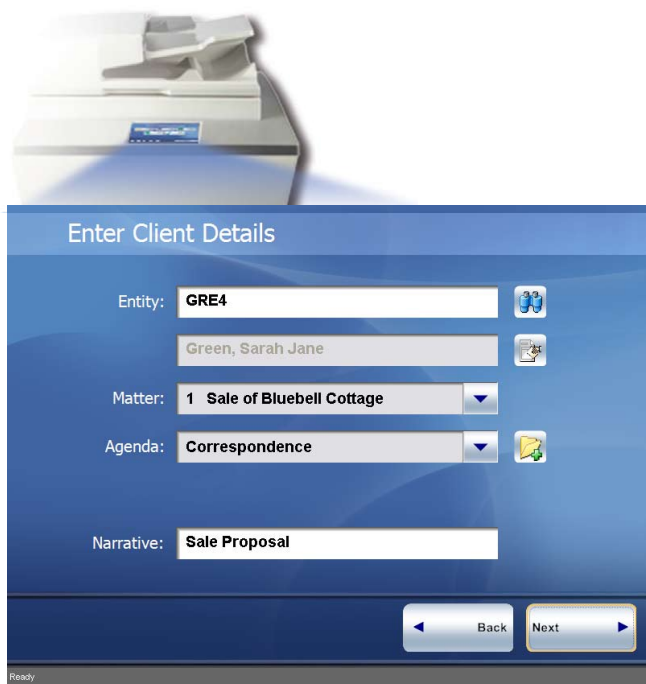 Enter Client Details
Entity: GRE4
Green, Sarah Jane
Matter: 1 Sale of Bluebell Cottage
Agenda: Correspondence
Narrative: Sale Proposal
Back Next
Ready